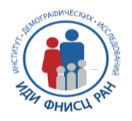 ИНСТИТУТ • ДЕМОГРАФИЧЕСКИХ • ИССЛЕДОВАНИЙ
ИДИ ФНИСЦ РАН